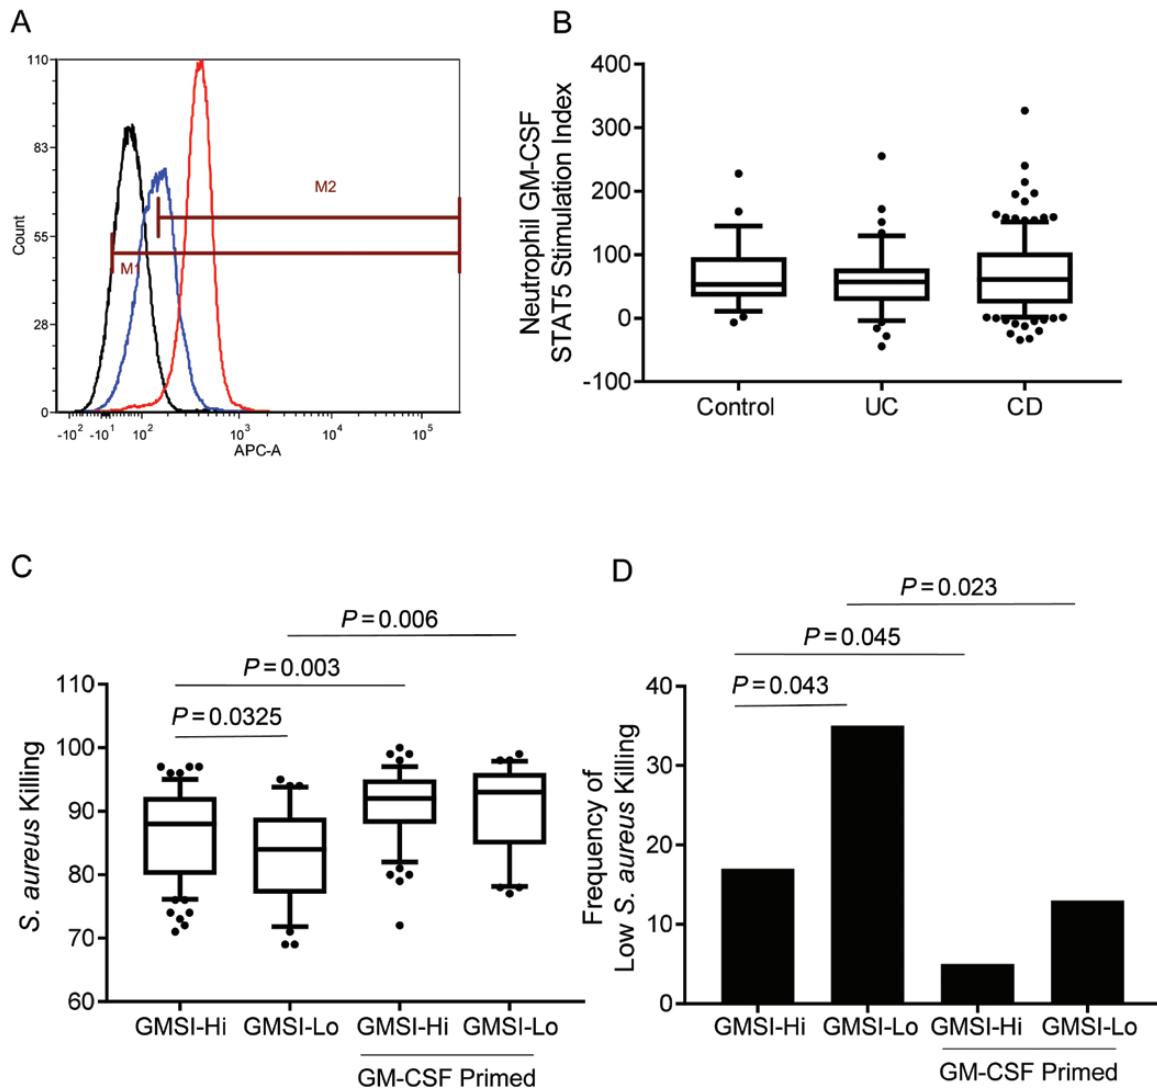 A
110
83
55
28
0
Count
M2
M1
-10² -10¹ 10² 10³ 10⁴ 10⁵
APC-A
B
Neutrophil GM-CSF
STAT5 Stimulation Index
400
300
200
100
0
-100
Control UC CD
C
P = 0.006
P = 0.003
P = 0.0325
S. aureus Killing
110
100
90
80
70
60
GMSI-Hi GMSI-Lo GMSI-Hi GMSI-Lo
GM-CSF Primed
D
P = 0.023
P = 0.045
P = 0.043
Frequency of
Low S. aureus Killing
40
30
20
10
0
GMSI-Hi GMSI-Lo GMSI-Hi GMSI-Lo
GM-CSF Primed